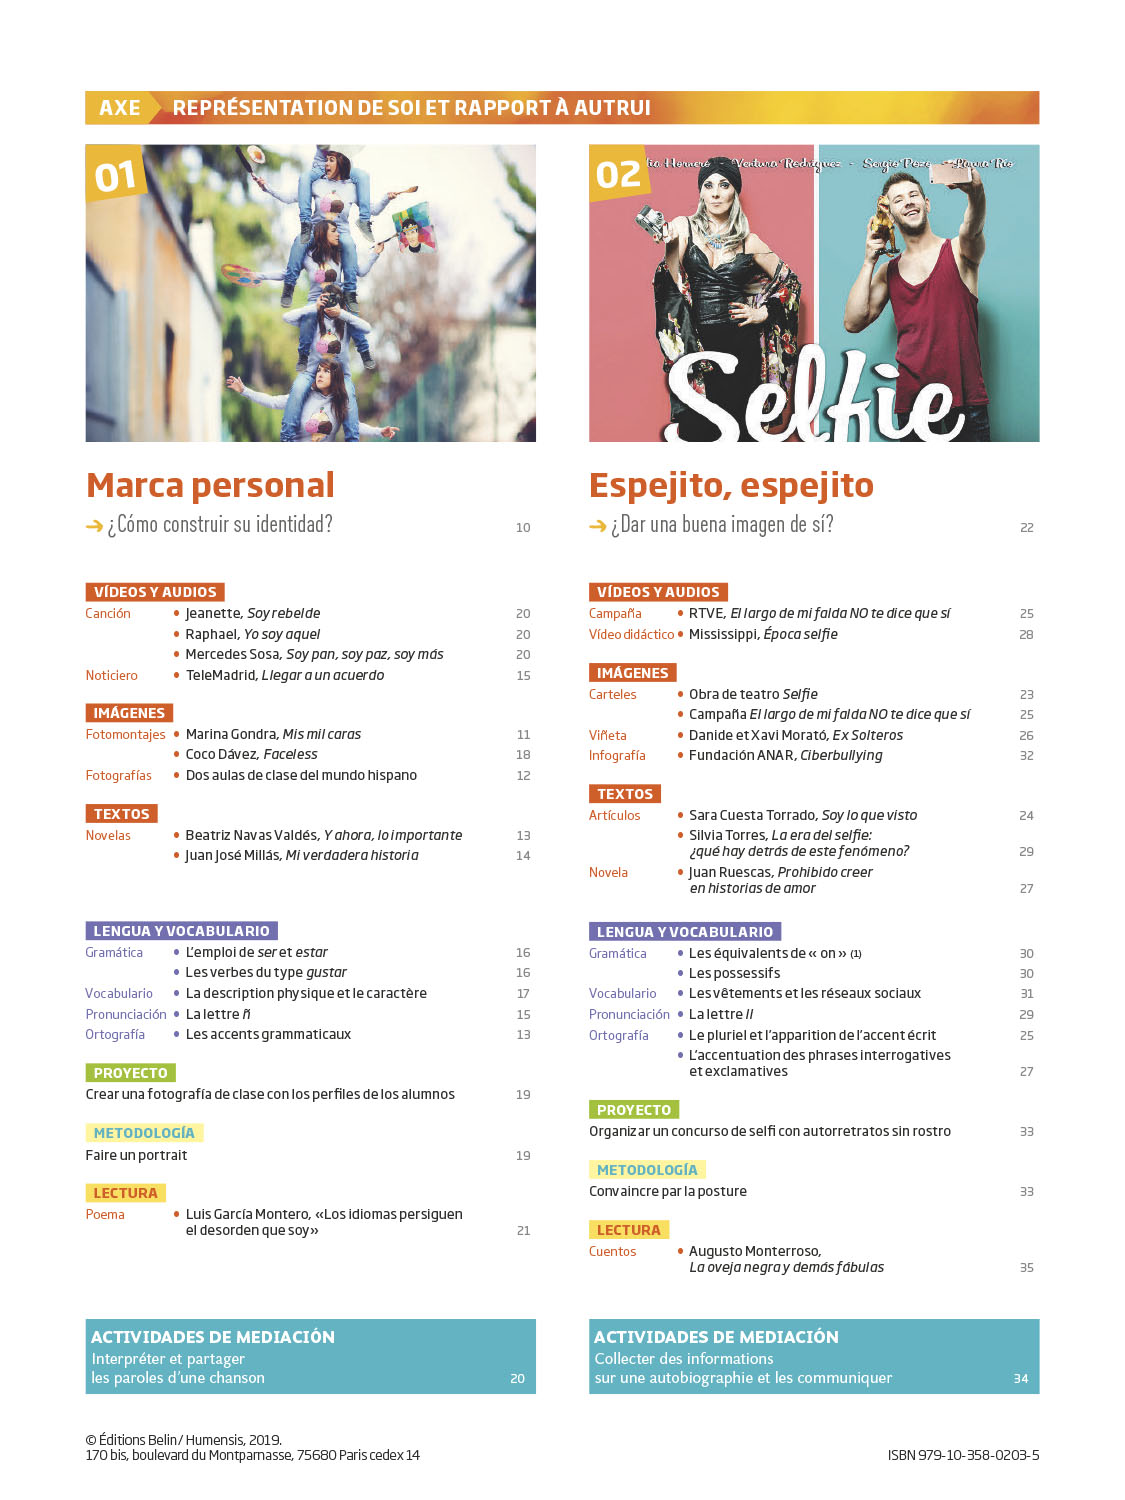 AXE REPRÉSENTATION DE SOI ET RAPPORT À AUTRUI
01
Marca personal
➔ ¿Cómo construir su identidad? 10
VÍDEOS Y AUDIOS
Canción • Jeanette, Soy rebelde 20
• Raphael, Yo soy aquel 20
• Mercedes Sosa, Soy pan, soy paz, soy más 20
Noticiero • TeleMadrid, Llegar a un acuerdo 15
IMÁGENES
Fotomontajes • Marina Gondra, Mis mil caras 11
• Coco Dávez, Faceless 18
Fotografías • Dos aulas de clase del mundo hispano 12
TEXTOS
Novelas • Beatriz Navas Valdés, Y ahora, lo importante 13
• Juan José Millás, Mi verdadera historia 14
LENGUA Y VOCABULARIO
Gramática • L'emploi de ser et estar 16
• Les verbes du type gustar 16
Vocabulario • La description physique et le caractère 17
Pronunciación • La lettre ñ 15
Ortografía • Les accents grammaticaux 13
PROYECTO
Crear una fotografía de clase con los perfiles de los alumnos 19
METODOLOGÍA
Faire un portrait 19
LECTURA
Poema • Luis García Montero, «Los idiomas persiguen
el desorden que soy» 21
ACTIVIDADES DE MEDIACIÓN
Interpréter et partager
les paroles d'une chanson 20
02
Hornero - Ventura Rodríguez - Sergio Pozo - Laura Río
Selfie
Espejito, espejito
➔ ¿Dar una buena imagen de sí? 22
VÍDEOS Y AUDIOS
Campaña • RTVE, El largo de mi falda NO te dice que sí 25
Vídeo didáctico • Mississippi, Época selfie 28
IMÁGENES
Carteles • Obra de teatro Selfie 23
• Campaña El largo de mi falda NO te dice que sí 25
Viñeta • Danide et Xavi Morató, Ex Solteros 26
Infografía • Fundación ANAR, Ciberbullying 32
TEXTOS
Artículos • Sara Cuesta Torrado, Soy lo que visto 24
• Silvia Torres, La era del selfie:
¿qué hay detrás de este fenómeno? 29
Novela • Juan Ruescas, Prohibido creer
en historias de amor 27
LENGUA Y VOCABULARIO
Gramática • Les équivalents de « on » (1) 30
• Les possessifs 30
Vocabulario • Les vêtements et les réseaux sociaux 31
Pronunciación • La lettre ll 29
Ortografía • Le pluriel et l'apparition de l'accent écrit 25
• L'accentuation des phrases interrogatives
et exclamatives 27
PROYECTO
Organizar un concurso de selfi con autorretratos sin rostro 33
METODOLOGÍA
Convaincre par la posture 33
LECTURA
Cuentos • Augusto Monterroso,
La oveja negra y demás fábulas 35
ACTIVIDADES DE MEDIACIÓN
Collecter des informations
sur une autobiographie et les communiquer 34
© Éditions Belin/ Humensis, 2019.
170 bis, boulevard du Montparnasse, 75680 Paris cedex 14
ISBN 979-10-358-0203-5